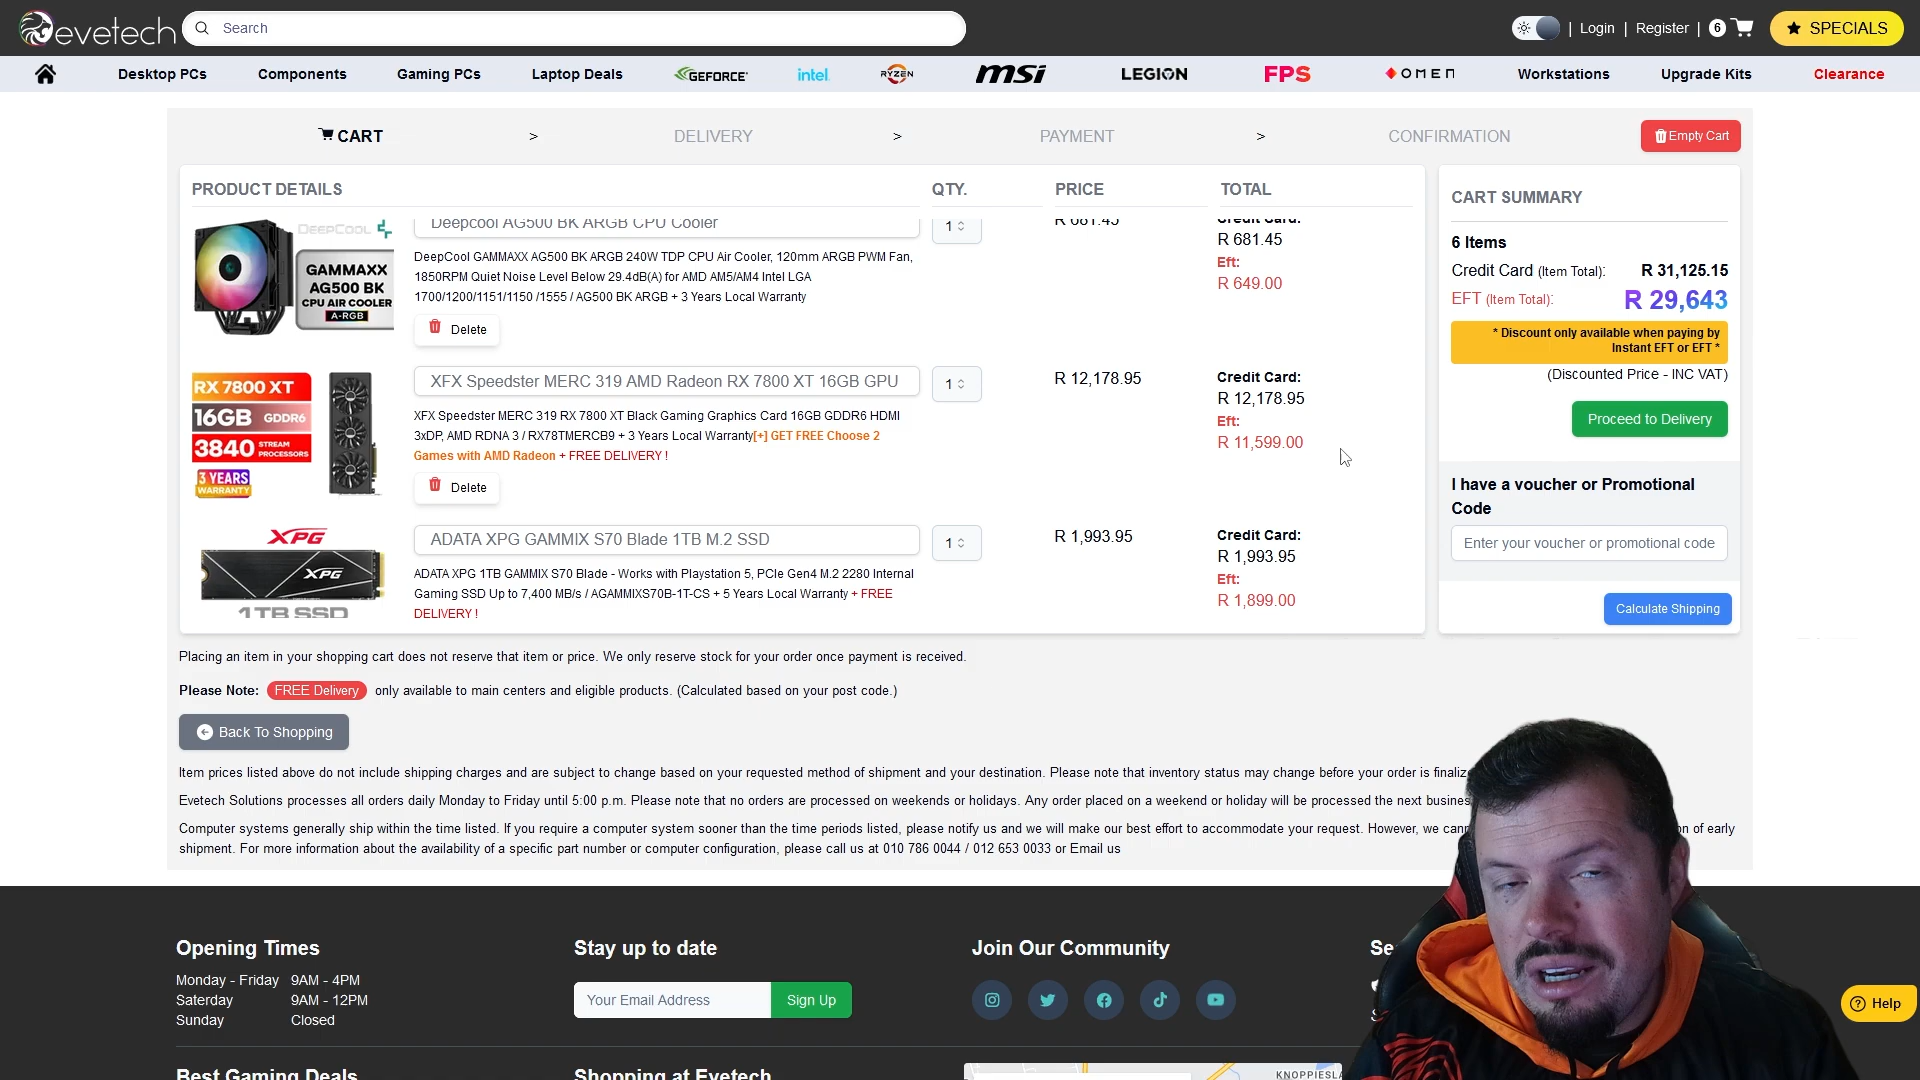 evetech
Search
Login | Register | 6
SPECIALS
Desktop PCs
Components
Gaming PCs
Laptop Deals
GEFORCE
intel
RYZEN
msi
LEGION
FPS
OMEN
Workstations
Upgrade Kits
Clearance
CART > DELIVERY > PAYMENT > CONFIRMATION
Empty Cart
PRODUCT DETAILS
QTY.
PRICE
TOTAL
DEEPCOOL
GAMMAXX
AG500 BK
CPU AIR COOLER
A-RGB
Deepcool AG500 BK ARGB CPU Cooler
DeepCool GAMMAXX AG500 BK ARGB 240W TDP CPU Air Cooler, 120mm ARGB PWM Fan,
1850RPM Quiet Noise Level Below 29.4dB(A) for AMD AM5/AM4 Intel LGA
1700/1200/1151/1150 /1555 / AG500 BK ARGB + 3 Years Local Warranty
Delete
1
R 681.45
Credit Card:
R 681.45
Eft:
R 649.00
RX 7800 XT
16GB GDDR6
3840 STREAM PROCESSORS
3 YEARS
WARRANTY
XFX Speedster MERC 319 AMD Radeon RX 7800 XT 16GB GPU
XFX Speedster MERC 319 RX 7800 XT Black Gaming Graphics Card 16GB GDDR6 HDMI
3xDP, AMD RDNA 3 / RX78TMERCB9 + 3 Years Local Warranty[+] GET FREE Choose 2
Games with AMD Radeon + FREE DELIVERY !
Delete
1
R 12,178.95
Credit Card:
R 12,178.95
Eft:
R 11,599.00
XPG
XPG
1TB SSD
ADATA XPG GAMMIX S70 Blade 1TB M.2 SSD
ADATA XPG 1TB GAMMIX S70 Blade - Works with Playstation 5, PCIe Gen4 M.2 2280 Internal
Gaming SSD Up to 7,400 MB/s / AGAMMIXS70B-1T-CS + 5 Years Local Warranty + FREE
DELIVERY !
1
R 1,993.95
Credit Card:
R 1,993.95
Eft:
R 1,899.00
CART SUMMARY
6 Items
Credit Card (Item Total): R 31,125.15
EFT (Item Total): R 29,643
* Discount only available when paying by
Instant EFT or EFT *
(Discounted Price - INC VAT)
Proceed to Delivery
I have a voucher or Promotional
Code
Enter your voucher or promotional code
Calculate Shipping
Placing an item in your shopping cart does not reserve that item or price. We only reserve stock for your order once payment is received.
Please Note: FREE Delivery only available to main centers and eligible products. (Calculated based on your post code.)
Back To Shopping
Item prices listed above do not include shipping charges and are subject to change based on your requested method of shipment and your destination. Please note that inventory status may change before your order is
Evetech Solutions processes all orders daily Monday to Friday until 5:00 p.m. Please note that no orders are processed on weekends or holidays. Any order placed on a weekend or holiday will be processed the next
Computer systems generally ship within the time listed. If you require a computer system sooner than the time periods listed, please notify us and we will make our best effort to accommodate your request. However, we of early
shipment. For more information about the availability of a specific part number or computer configuration, please call us at 010 786 0044 / 012 653 0033 or Email us
Opening Times
Monday - Friday 9AM - 4PM
Saterday 9AM - 12PM
Sunday Closed
Stay up to date
Your Email Address
Sign Up
Join Our Community
Help
Best Gaming Deals
Shopping at Evetech